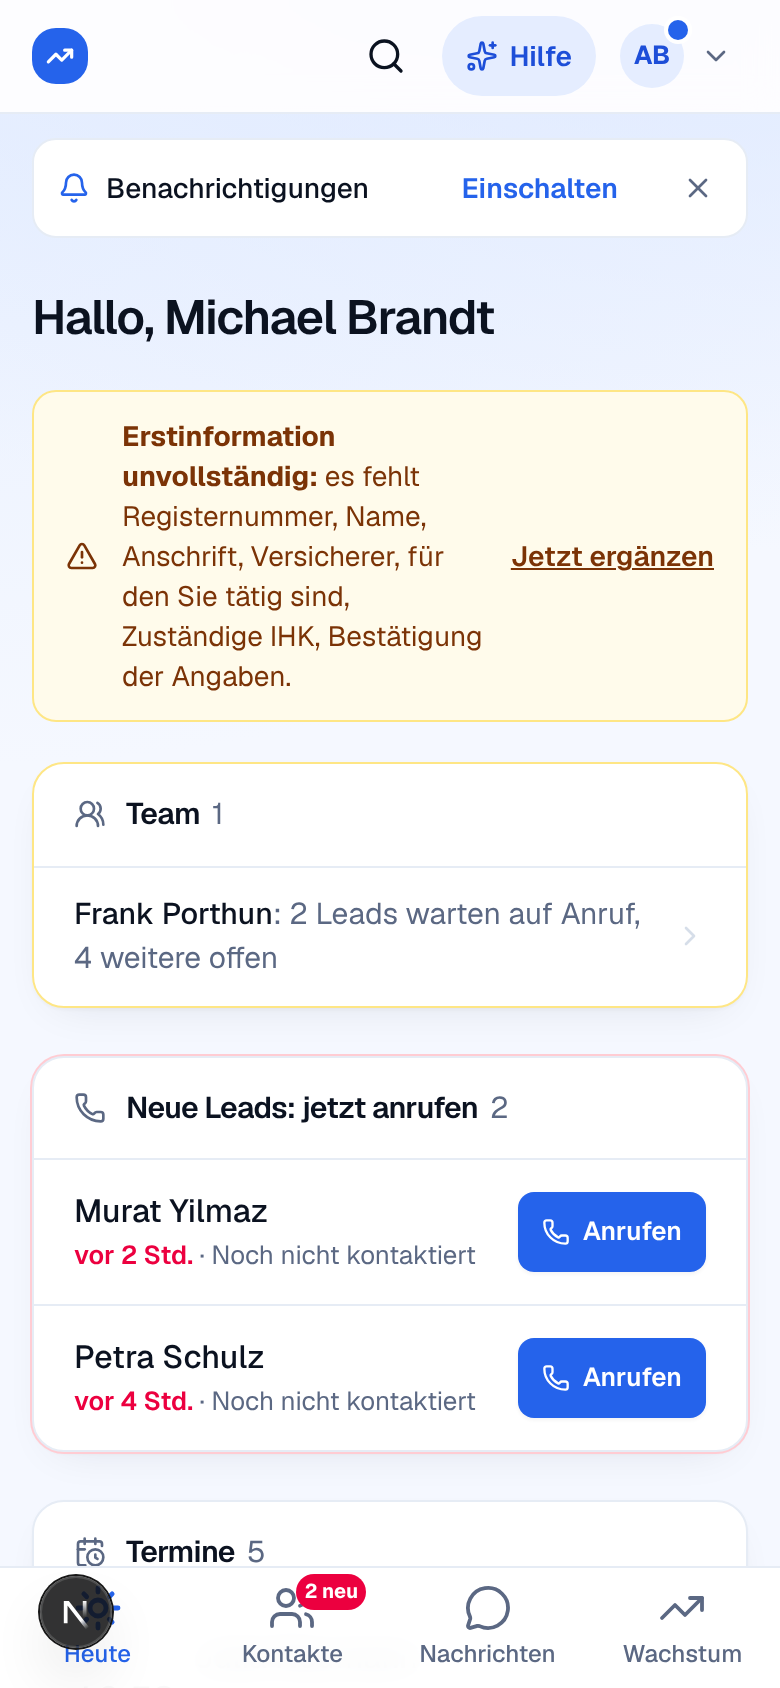 Hilfe
AB
Benachrichtigungen
Einschalten
Hallo, Michael Brandt
Erstinformation
unvollständig: es fehlt
Registernummer, Name,
Anschrift, Versicherer, für
den Sie tätig sind,
Zuständige IHK, Bestätigung
der Angaben.
Jetzt ergänzen
Team 1
Frank Porthun: 2 Leads warten auf Anruf,
4 weitere offen
Neue Leads: jetzt anrufen 2
Murat Yilmaz
vor 2 Std. · Noch nicht kontaktiert
Anrufen
Petra Schulz
vor 4 Std. · Noch nicht kontaktiert
Anrufen
Termine 5
N
2 neu
Heute
Kontakte
Nachrichten
Wachstum